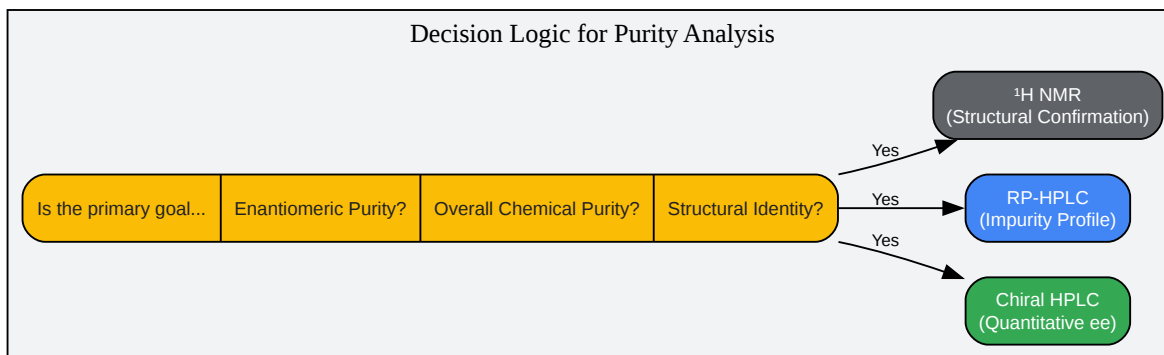 Decision Logic for Purity Analysis
Is the primary goal...
Enantiomeric Purity?
Overall Chemical Purity?
Structural Identity?
Yes
¹H NMR
(Structural Confirmation)
Yes
RP-HPLC
(Impurity Profile)
Yes
Chiral HPLC
(Quantitative ee)